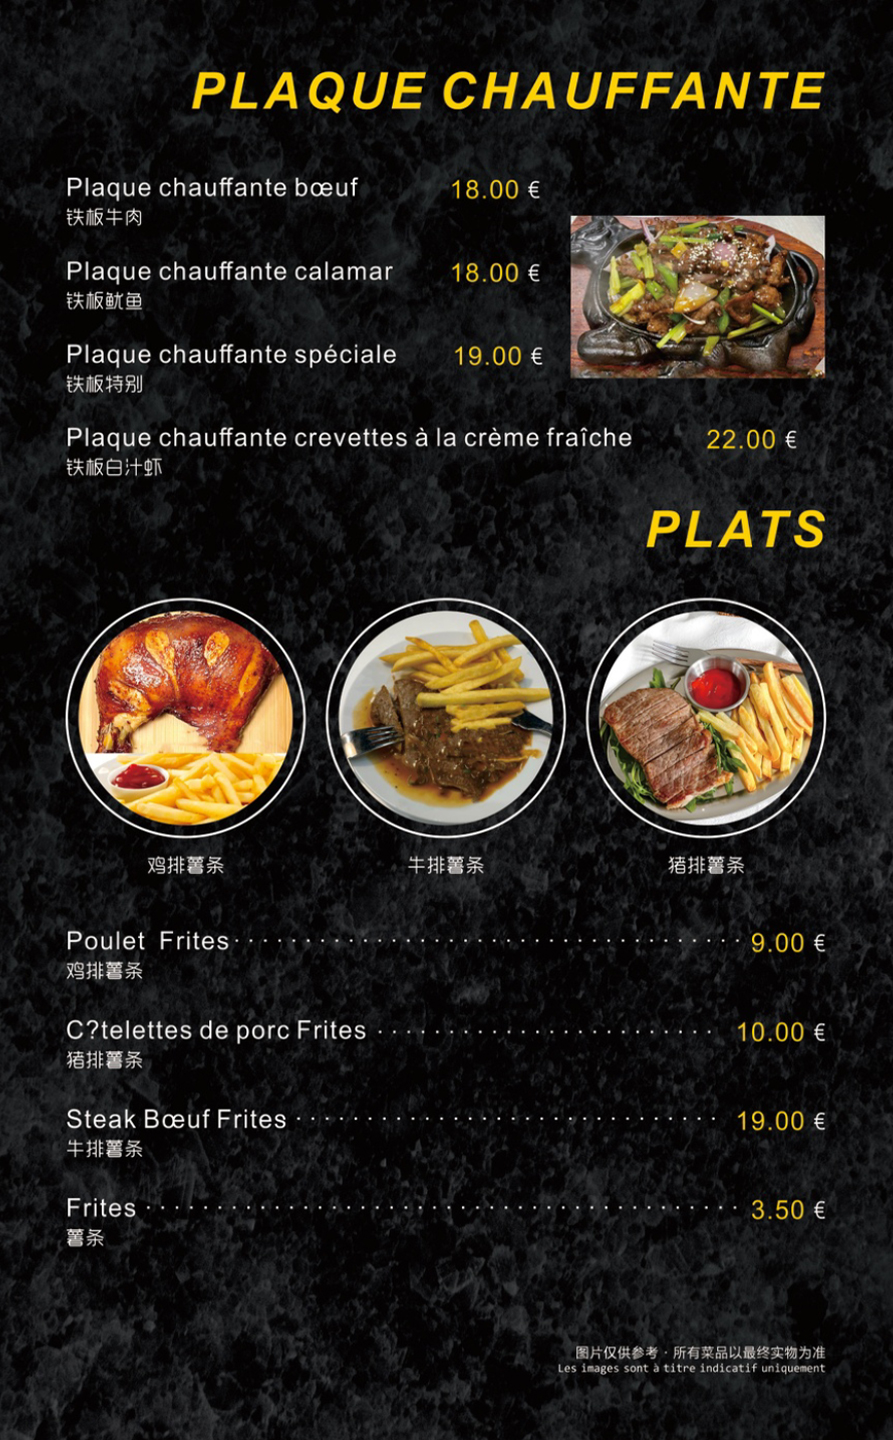 PLAQUE CHAUFFANTE
Plaque chauffante bœuf 18.00 €
铁板牛肉
Plaque chauffante calamar 18.00 €
铁板鱿鱼
Plaque chauffante spéciale 19.00 €
铁板特别
Plaque chauffante crevettes à la crème fraîche 22.00 €
铁板白汁虾
PLATS
鸡排薯条 牛排薯条 猪排薯条
Poulet Frites 9.00 €
鸡排薯条
C?telettes de porc Frites 10.00 €
猪排薯条
Steak Bœuf Frites 19.00 €
牛排薯条
Frites 3.50 €
薯条
图片仅供参考 · 所有菜品以最终实物为准
Les images sont à titre indicatif uniquement